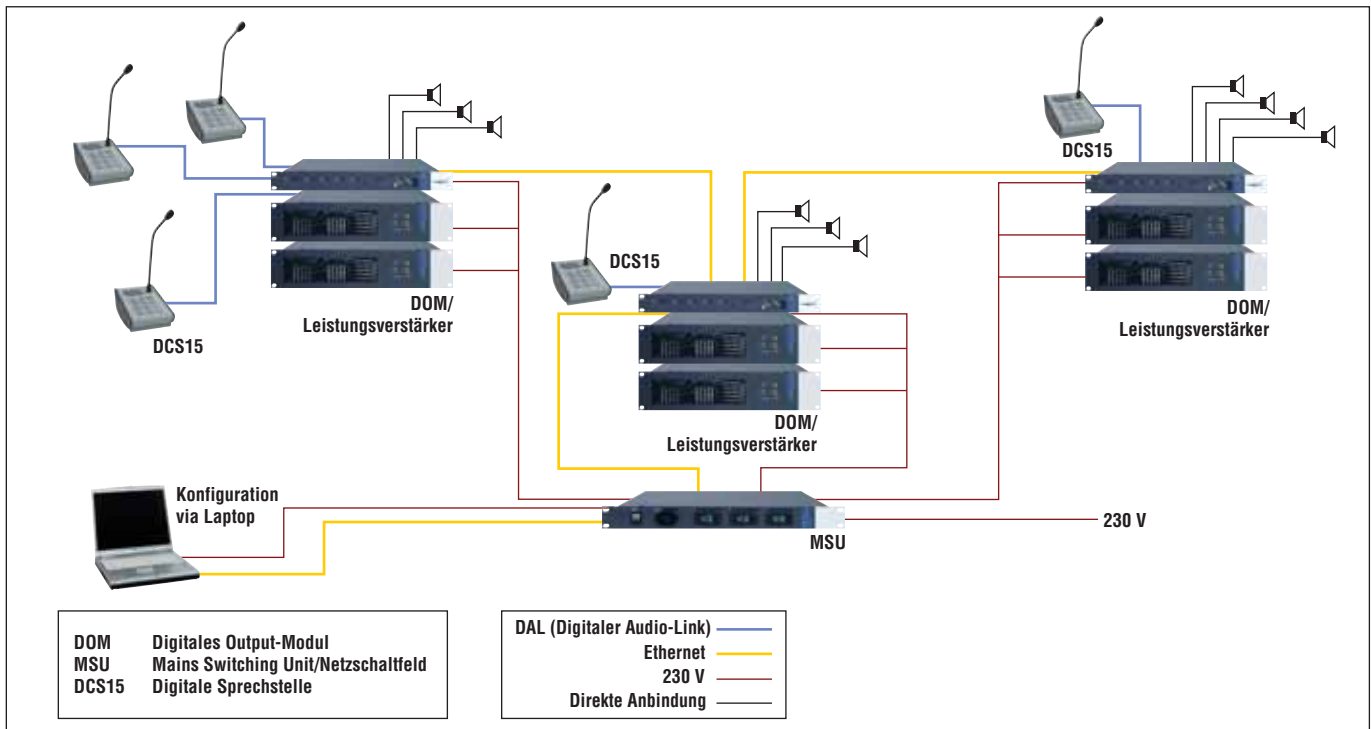 DCS15
DCS15
DCS15
DOM/
Leistungsverstärker
DOM/
Leistungsverstärker
DOM/
Leistungsverstärker
Konfiguration
via Laptop
230 V
MSU
DOM Digitales Output-Modul
MSU Mains Switching Unit/Netzschaltfeld
DCS15 Digitale Sprechstelle
DAL (Digitaler Audio-Link)
Ethernet
230 V
Direkte Anbindung